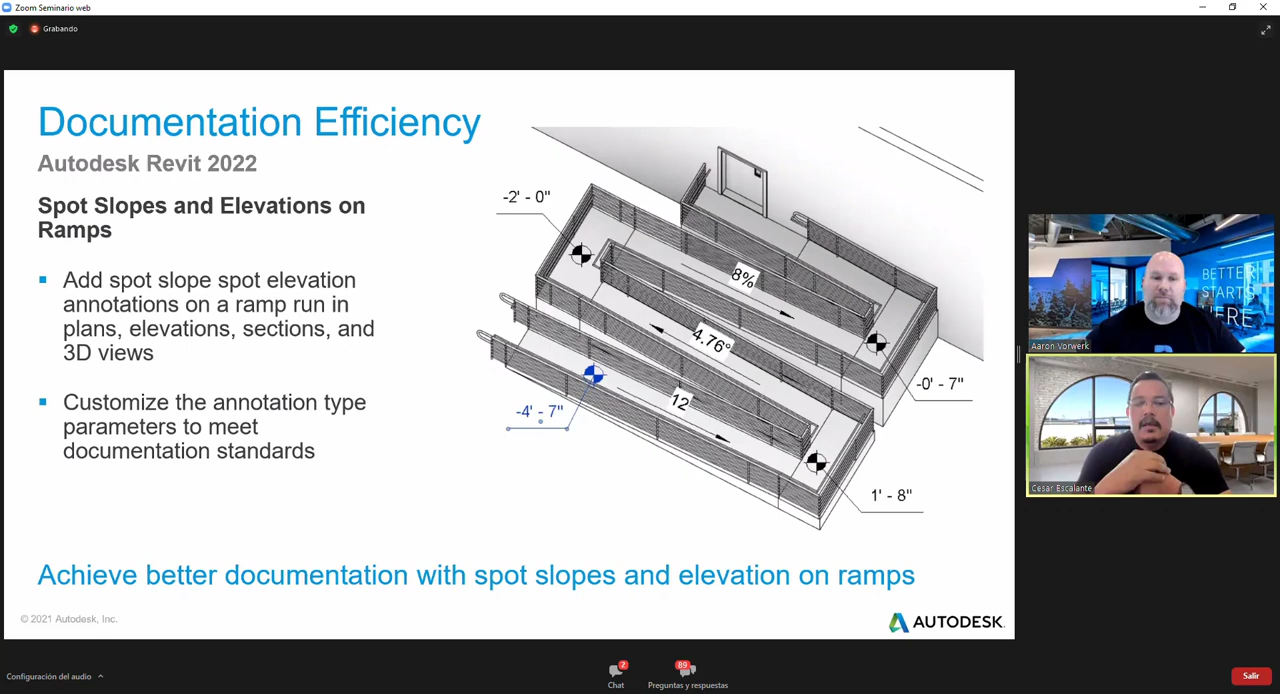 Zoom Seminario web
Grabando
Documentation Efficiency
Autodesk Revit 2022
Spot Slopes and Elevations on
Ramps
Add spot slope spot elevation
annotations on a ramp run in
plans, elevations, sections, and
3D views
Customize the annotation type
parameters to meet
documentation standards
-2' - 0"
8%
4.76°
-0' - 7"
-4' - 7"
12
1' - 8"
Achieve better documentation with spot slopes and elevation on ramps
© 2021 Autodesk, Inc.
AUTODESK
BETTER
STARTS
HERE
Aaron Vorwerk
Cesar Escalante
Configuración del audio
2
Chat
89
Preguntas y respuestas
Salir